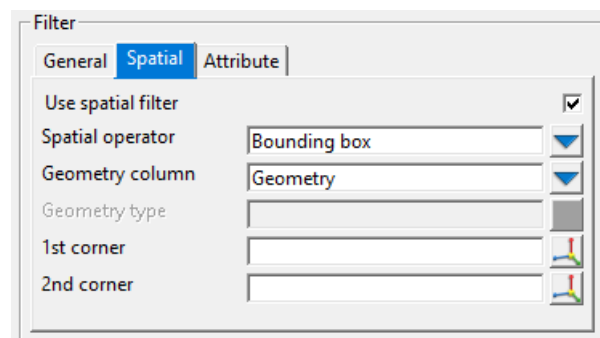 Filter
General Spatial Attribute
Use spatial filter
Spatial operator Bounding box
Geometry column Geometry
Geometry type
1st corner
2nd corner